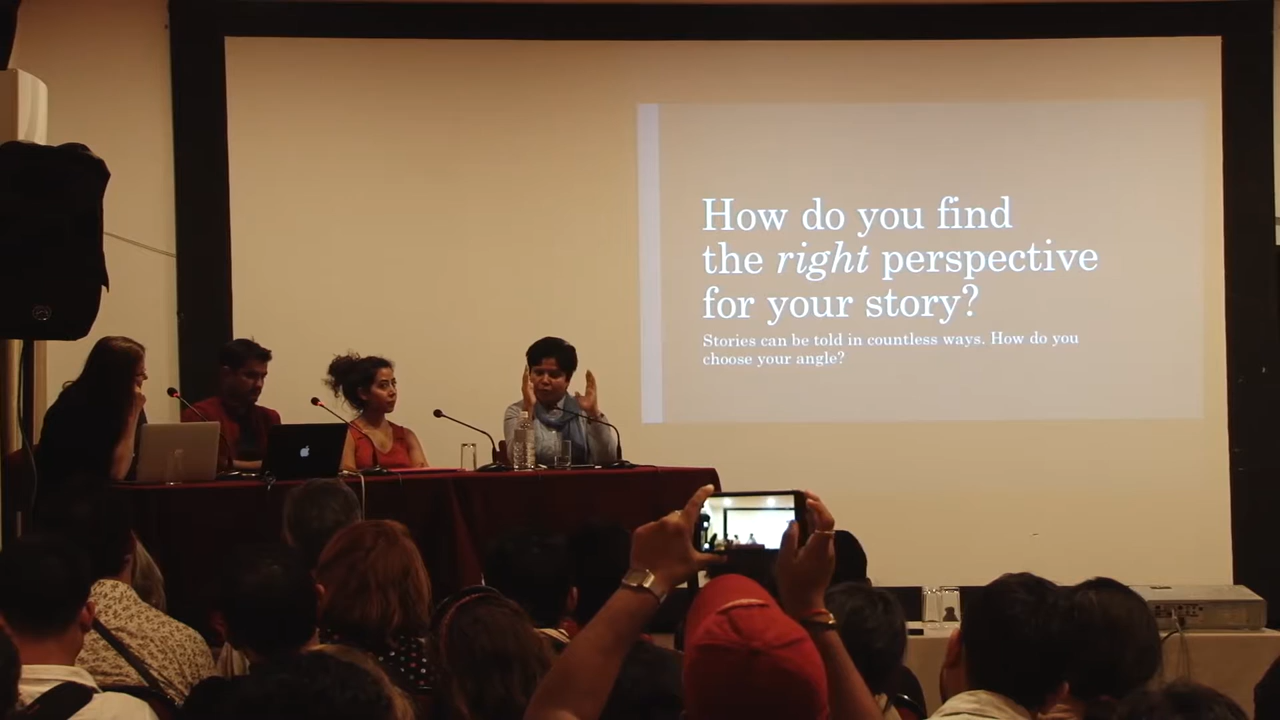 How do you find
the right perspective
for your story?
Stories can be told in countless ways. How do you
choose your angle?